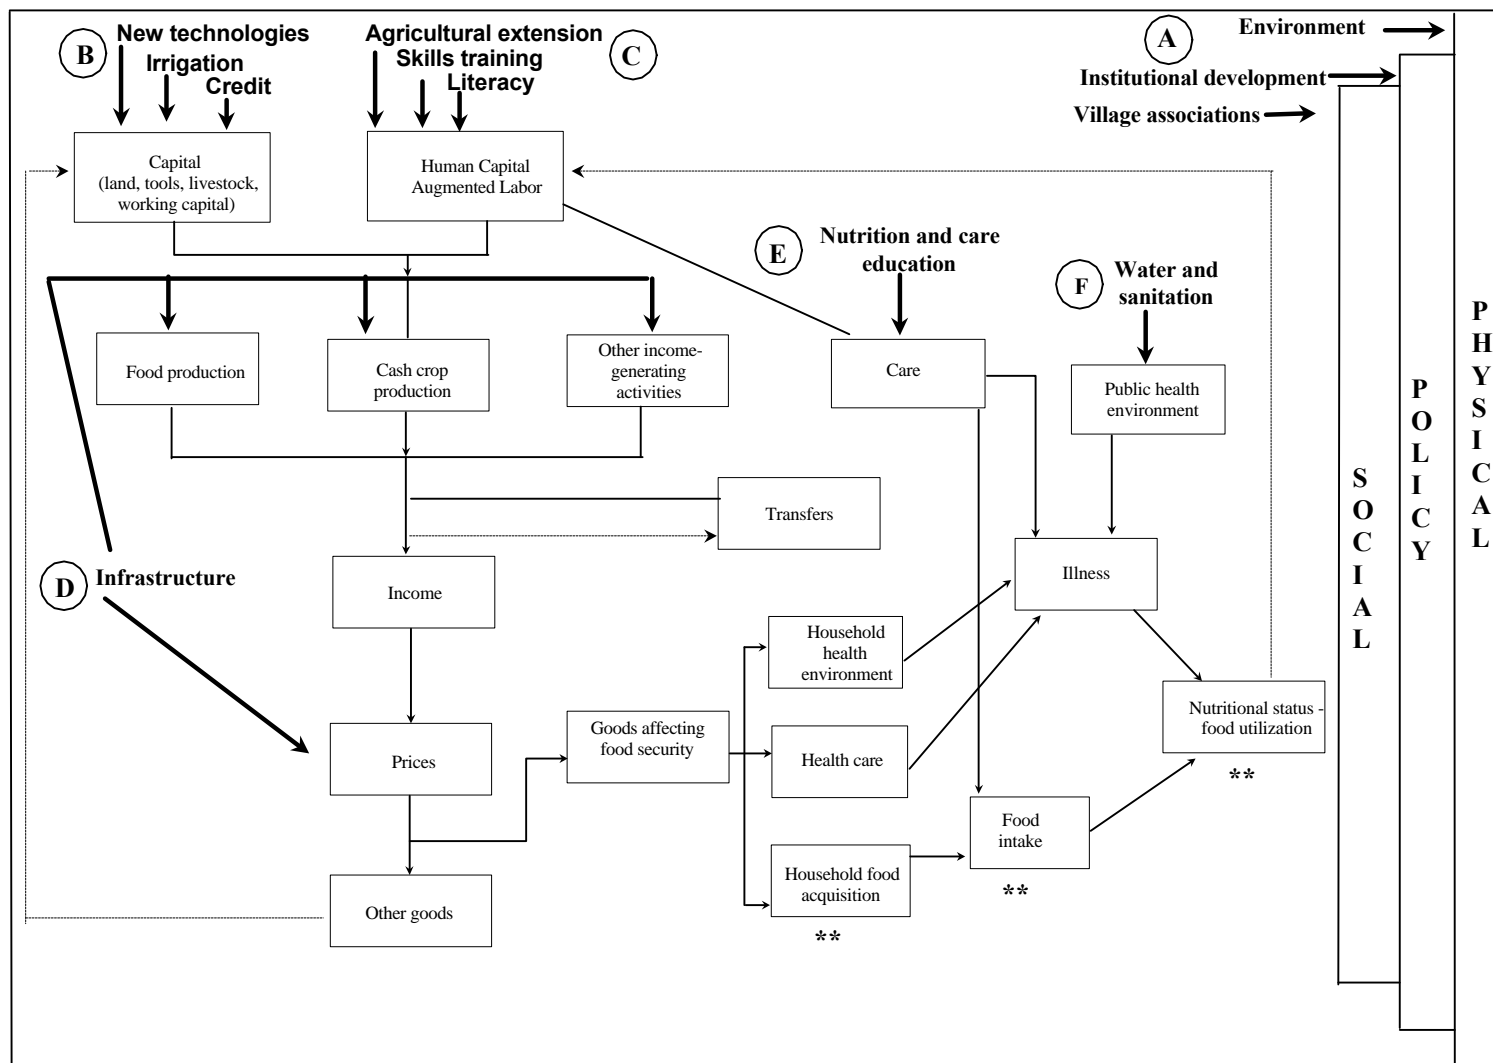 B
New technologies
Irrigation
Credit
Agricultural extension
Skills training
Literacy
C
A
Environment
Institutional development
Village associations
Capital
(land, tools, livestock,
working capital)
Human Capital
Augmented Labor
E
Nutrition and care
education
F
Water and
sanitation
Food production
Cash crop
production
Other income-
generating
activities
Care
Public health
environment
Transfers
D
Infrastructure
Income
Illness
Household
health
environment
Prices
Goods affecting
food security
Health care
Nutritional status -
food utilization
**
Food
intake
**
Household food
acquisition
**
Other goods
SOCIAL
POLICY
PHYSICAL